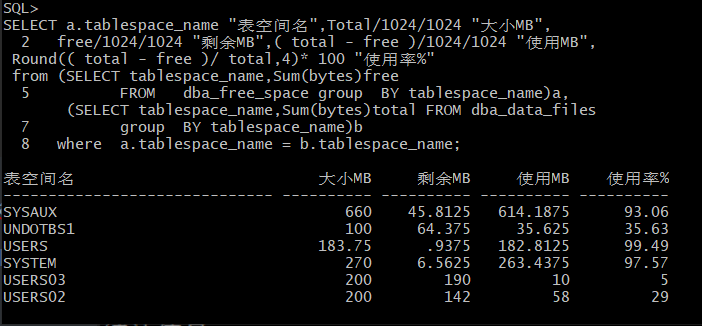 SQL>
SELECT a.tablespace_name "表空间名",Total/1024/1024 "大小MB",
  2   free/1024/1024 "剩余MB",( total - free )/1024/1024 "使用MB",
 Round(( total - free )/ total,4)* 100 "使用率%"
 from (SELECT tablespace_name,Sum(bytes)free
  5           FROM   dba_free_space group  BY tablespace_name)a,
        (SELECT tablespace_name,Sum(bytes)total FROM dba_data_files
  7           group  BY tablespace_name)b
  8   where  a.tablespace_name = b.tablespace_name;
表空间名                           大小MB     剩余MB     使用MB    使用率%
------------------------------ ---------- ---------- ---------- ----------
SYSAUX                                660    45.8125   614.1875      93.06
UNDOTBS1                              100     64.375     35.625      35.63
USERS                              183.75      .9375   182.8125      99.49
SYSTEM                                270     6.5625   263.4375      97.57
USERS03                               200        190         10          5
USERS02                               200        142         58         29